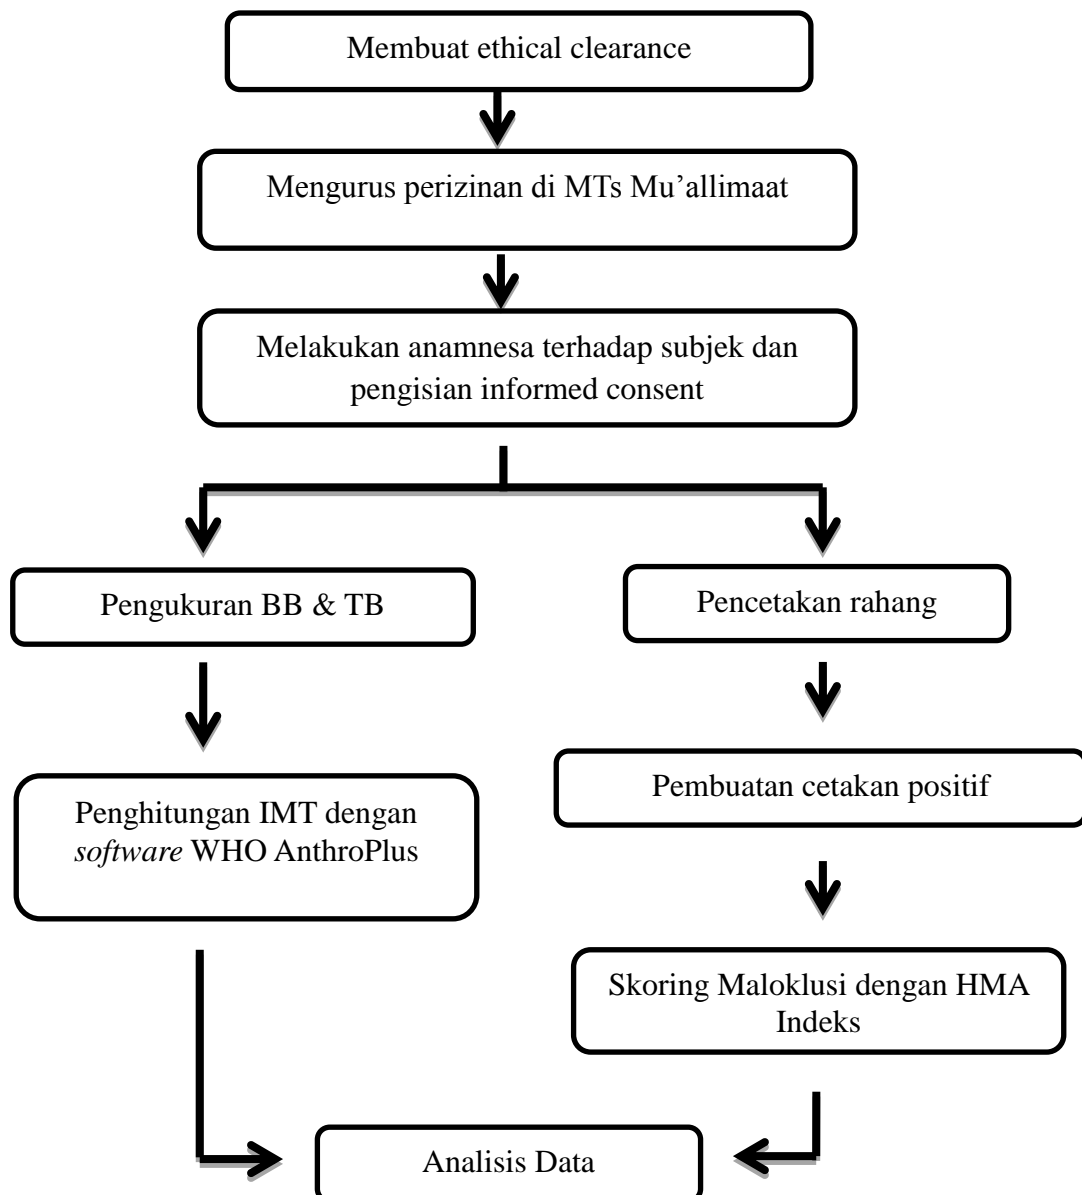 Membuat ethical clearance
Mengurus perizinan di MTs Mu’allimaat
Melakukan anamnesa terhadap subjek dan
pengisian informed consent
Pengukuran BB & TB
Pencetakan rahang
Penghitungan IMT dengan
software WHO AnthroPlus
Pembuatan cetakan positif
Skoring Maloklusi dengan HMA
Indeks
Analisis Data